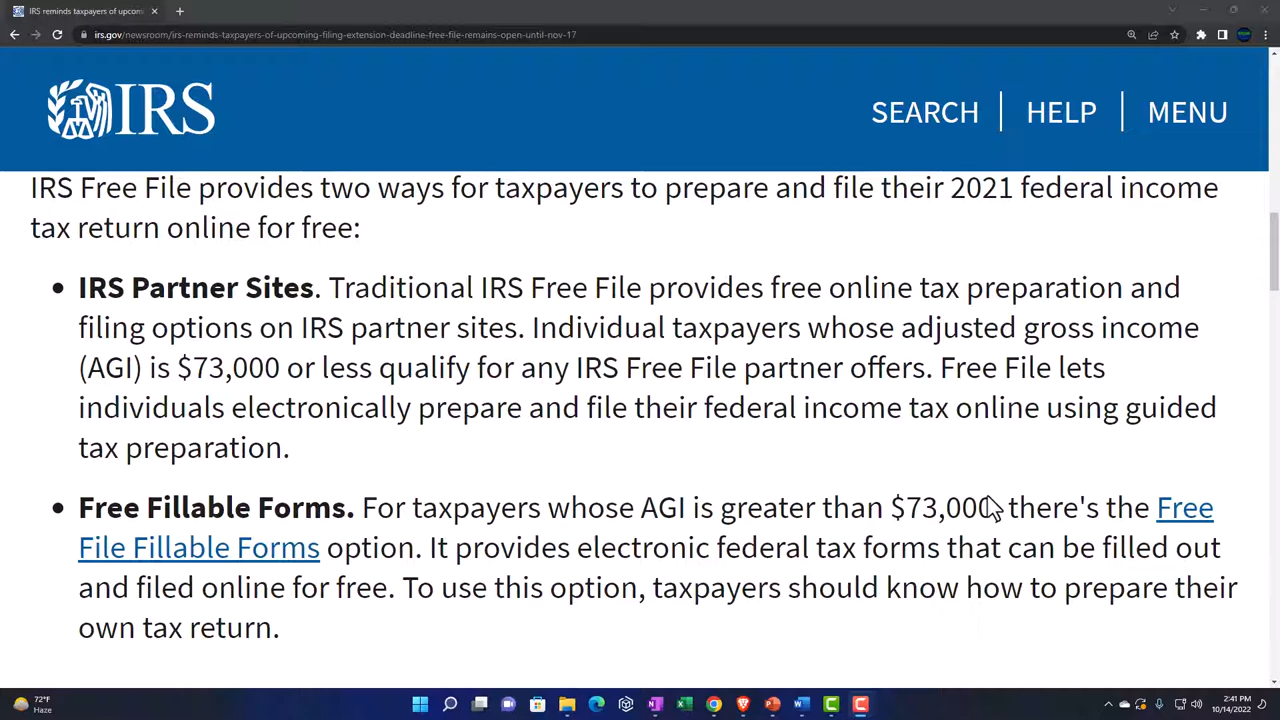 IRS reminds taxpayers of upcom
irs.gov/newsroom/irs-reminds-taxpayers-of-upcoming-filing-extension-deadline-free-file-remains-open-until-nov-17
IRS
SEARCH | HELP | MENU
IRS Free File provides two ways for taxpayers to prepare and file their 2021 federal income
tax return online for free:
• IRS Partner Sites. Traditional IRS Free File provides free online tax preparation and
filing options on IRS partner sites. Individual taxpayers whose adjusted gross income
(AGI) is $73,000 or less qualify for any IRS Free File partner offers. Free File lets
individuals electronically prepare and file their federal income tax online using guided
tax preparation.
• Free Fillable Forms. For taxpayers whose AGI is greater than $73,000 there's the Free
File Fillable Forms option. It provides electronic federal tax forms that can be filled out
and filed online for free. To use this option, taxpayers should know how to prepare their
own tax return.
72°F
Haze
2:41 PM
10/14/2022